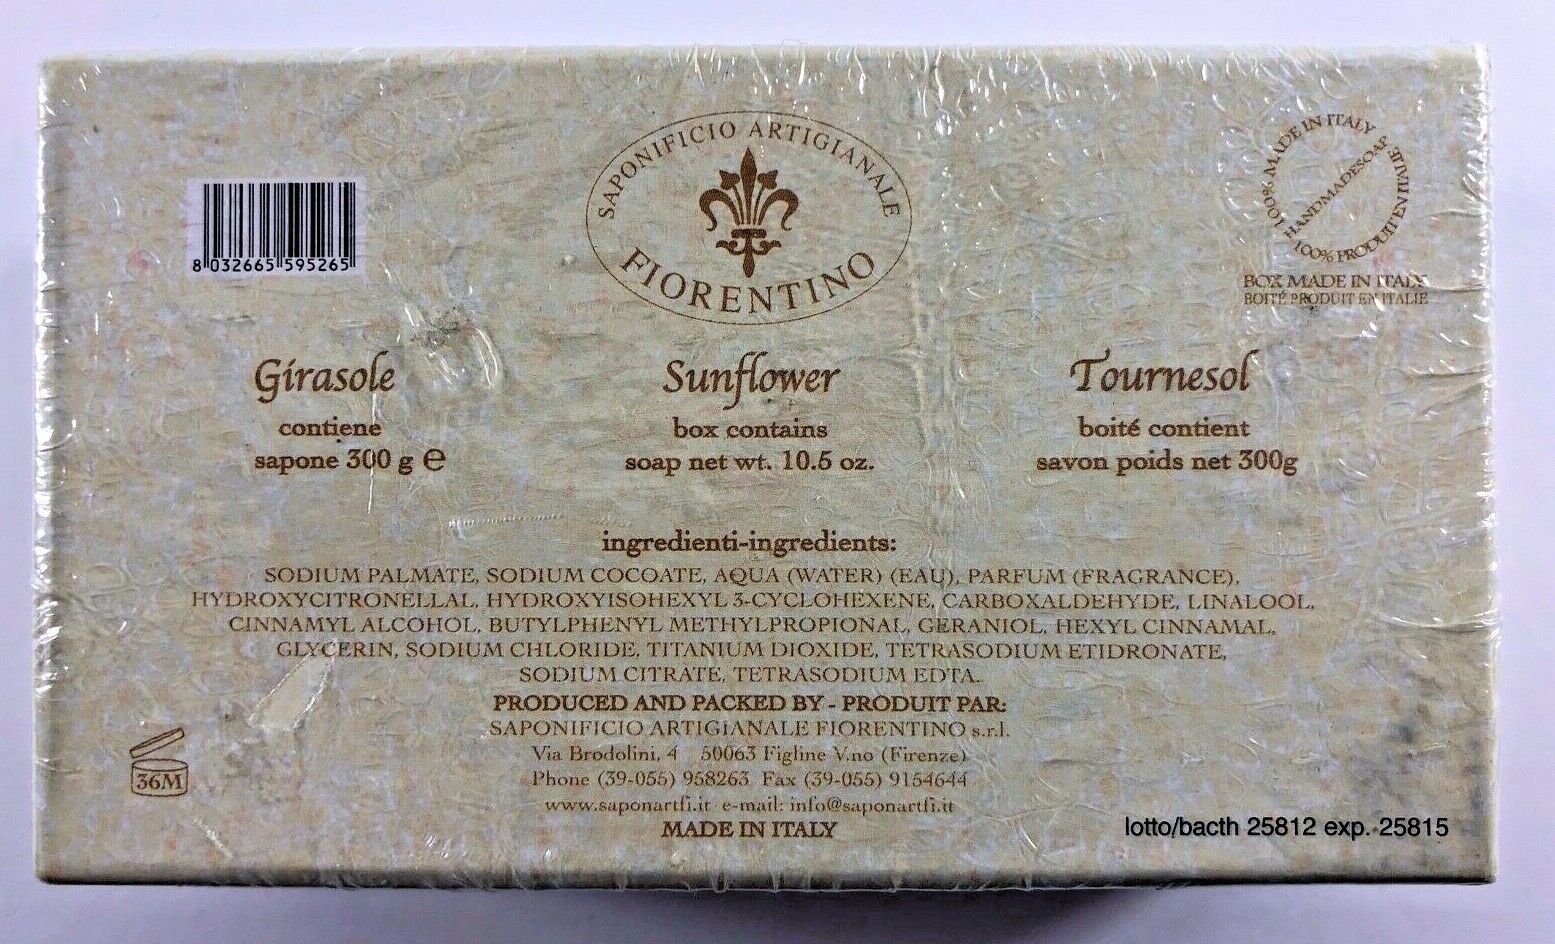 SAPONIFICIO ARTIGIANALE
FIORENTINO
100% MADE IN ITALY
HANDMADE SOAP
100% PRODUIT EN ITALIE
BOX MADE IN ITALY
BOITÉ PRODUIT EN ITALIE
8 032665 595265
Girasole
contiene
sapone 300 g ℮
Sunflower
box contains
soap net wt. 10.5 oz.
Tournesol
boité contient
savon poids net 300g
ingredienti-ingredients:
SODIUM PALMATE, SODIUM COCOATE, AQUA (WATER) (EAU), PARFUM (FRAGRANCE),
HYDROXYCITRONELLAL, HYDROXYISOHEXYL 3-CYCLOHEXENE, CARBOXALDEHYDE, LINALOOL,
CINNAMYL ALCOHOL, BUTYLPHENYL METHYLPROPIONAL, GERANIOL, HEXYL CINNAMAL,
GLYCERIN, SODIUM CHLORIDE, TITANIUM DIOXIDE, TETRASODIUM ETIDRONATE,
SODIUM CITRATE, TETRASODIUM EDTA.
PRODUCED AND PACKED BY - PRODUIT PAR:
SAPONIFICIO ARTIGIANALE FIORENTINO s.r.l.
Via Brodolini, 4 50063 Figline V.no (Firenze)
Phone (39-055) 958263 Fax (39-055) 9154644
www.saponartfi.it e-mail: info@saponartfi.it
MADE IN ITALY
36M
lotto/bacth 25812 exp. 25815